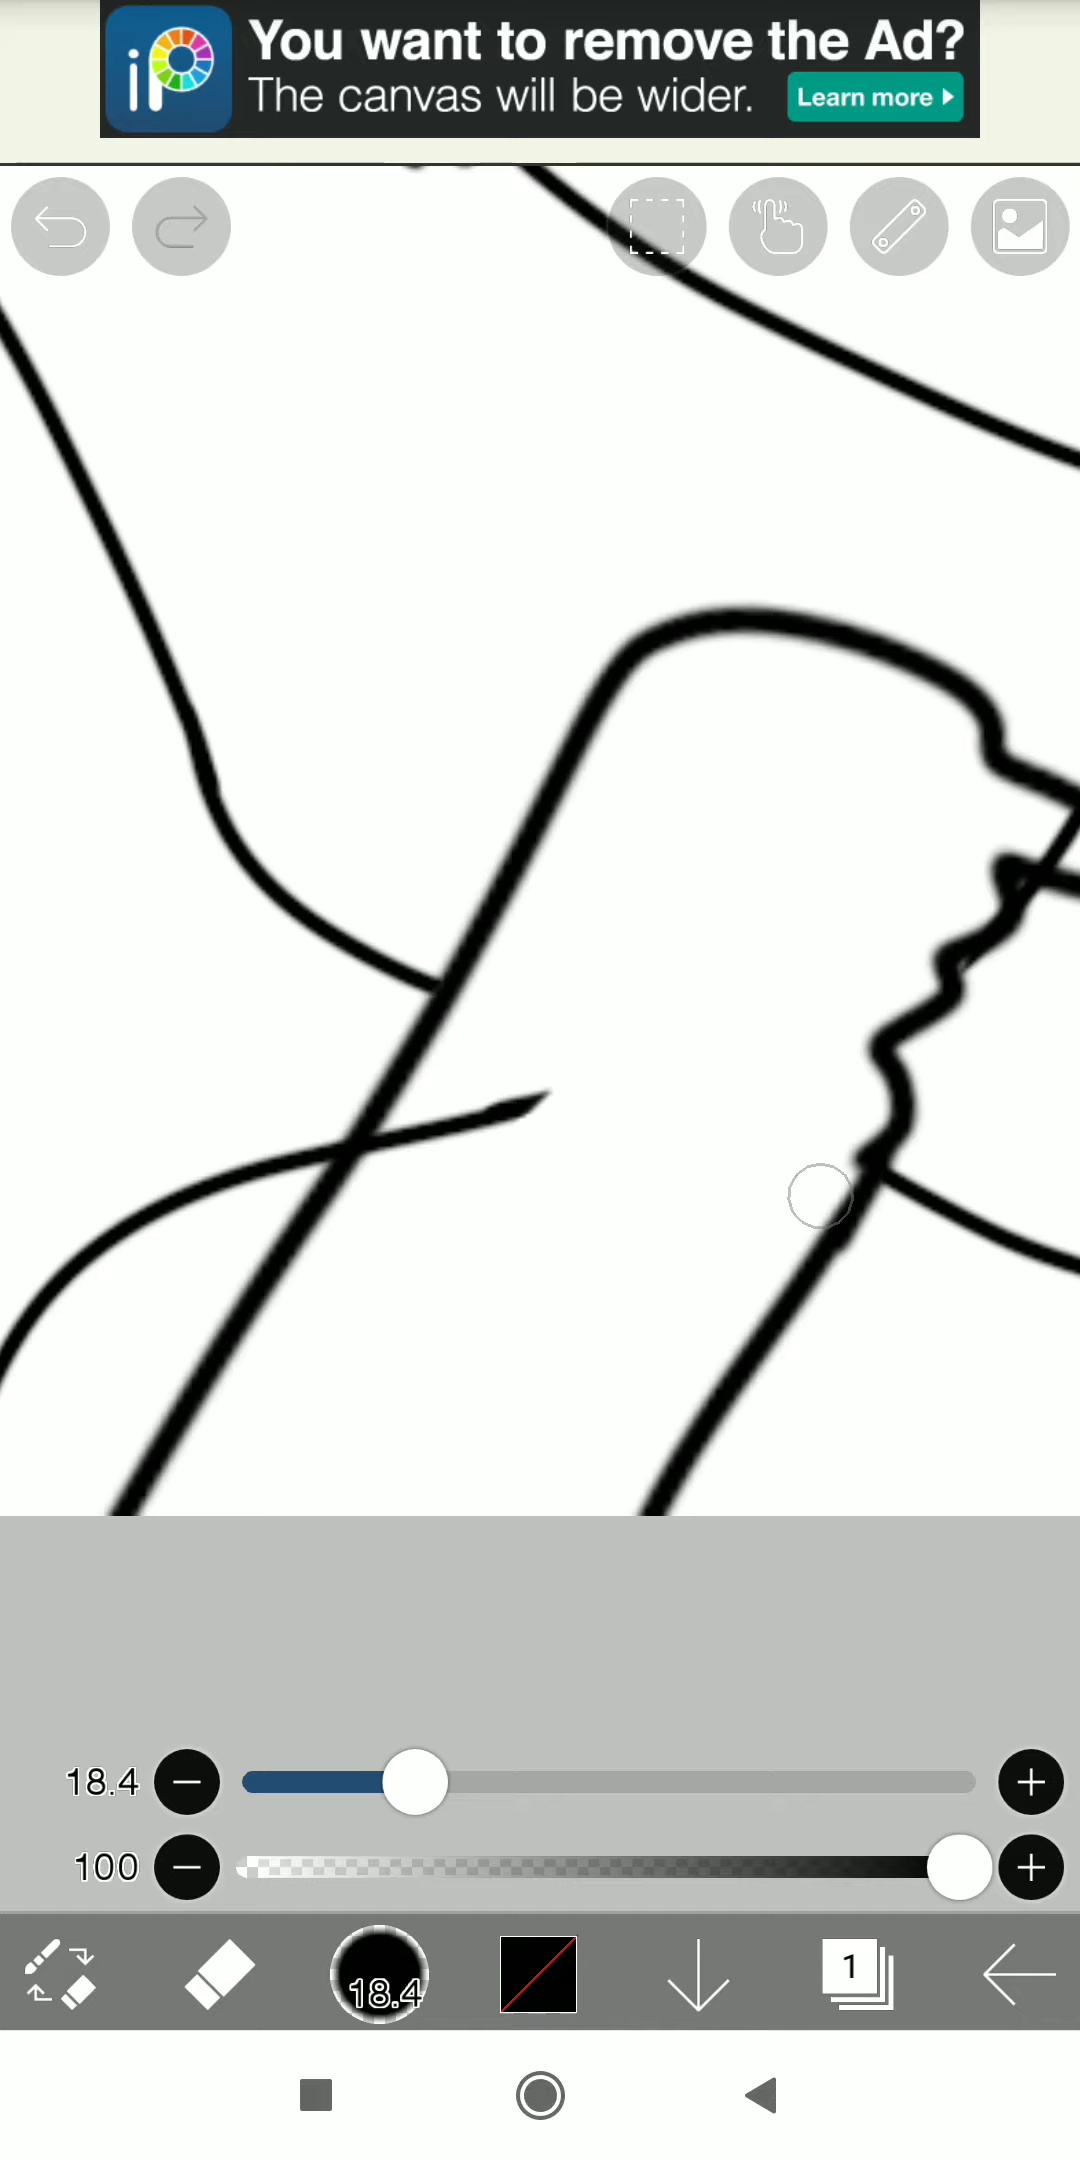 iP
You want to remove the Ad?
The canvas will be wider.
Learn more
18.4
100
18.4
1